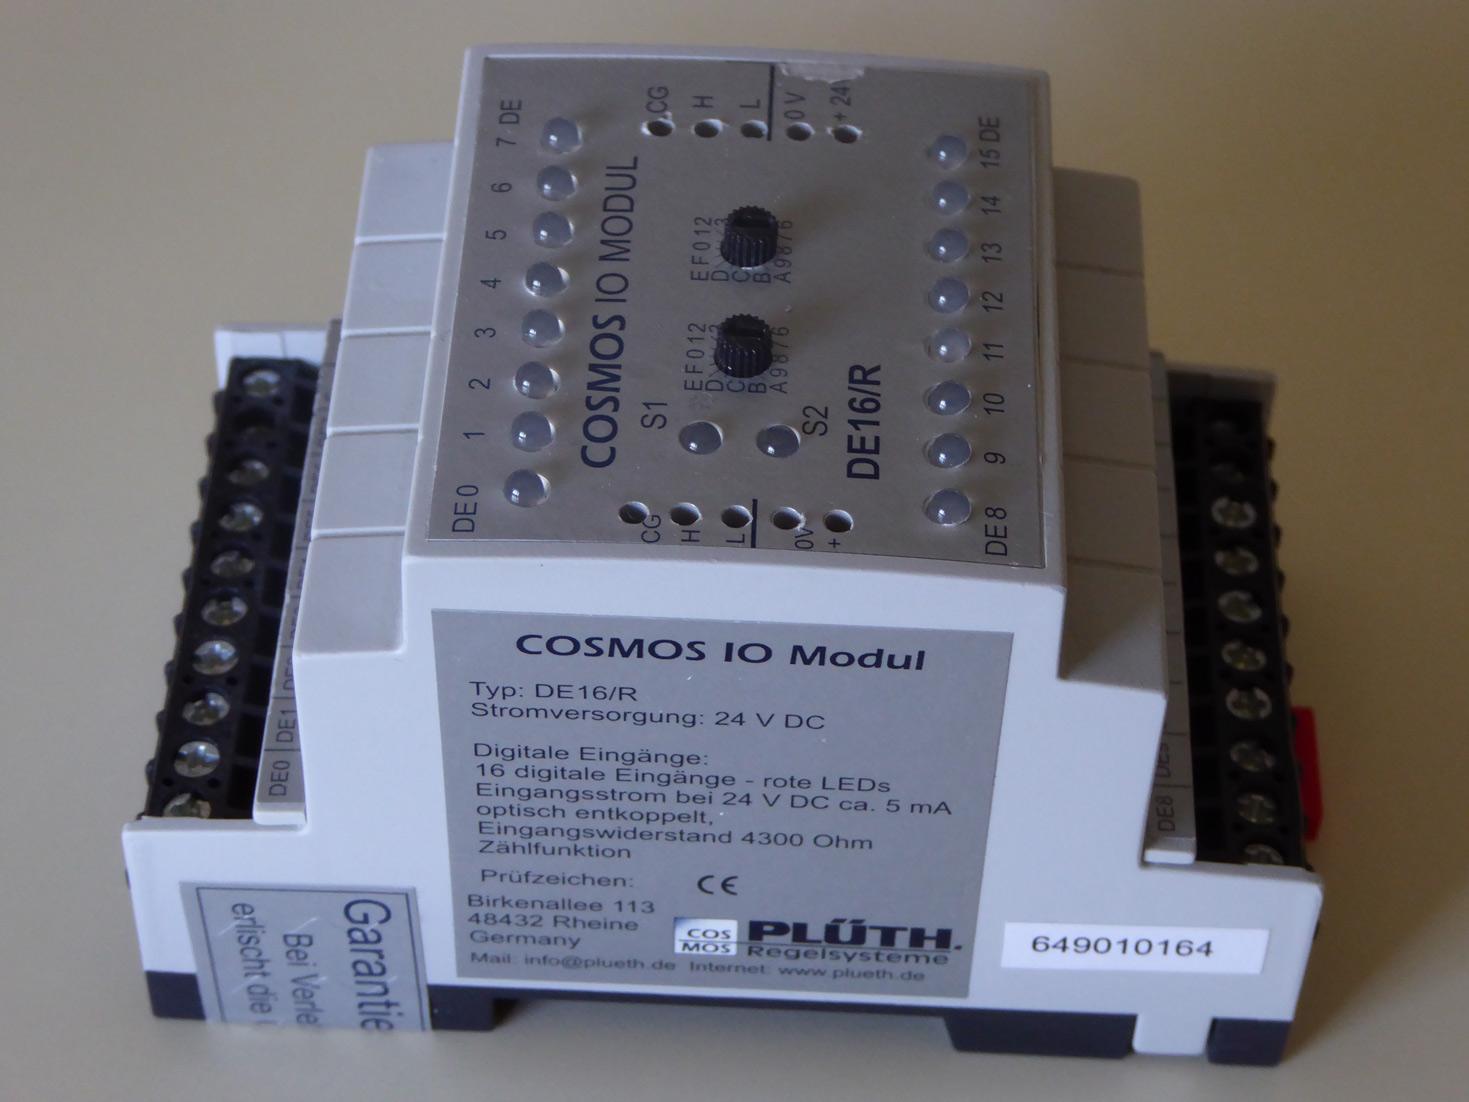 7 DE
6
5
4
3
2
1
DE0
CG
H
L
0 V
+ 24
COSMOS IO MODUL
EF012
A9876
EF012
A9876
S1
S2
DE16/R
15 DE
14
13
12
11
10
9
DE8
CG
H
L
0V
+
DE0 DE1
DE8
COSMOS IO Modul
Typ: DE16/R
Stromversorgung: 24 V DC
Digitale Eingänge:
16 digitale Eingänge - rote LEDs
Eingangsstrom bei 24 V DC ca. 5 mA
optisch entkoppelt,
Eingangswiderstand 4300 Ohm
Zählfunktion
Prüfzeichen: CE
Birkenallee 113
48432 Rheine
Germany
COS
MOS
PLÜTH.
Regelsysteme
Mail: info@plueth.de Internet: www.plueth.de
Garantie
Bei Verle
erlischt die
649010164